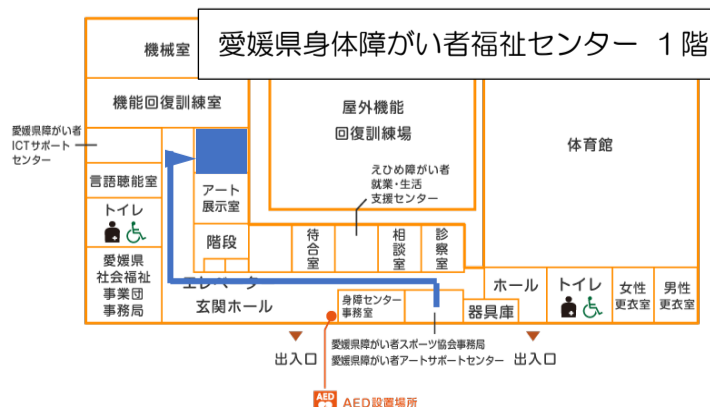 愛媛県身体障がい者福祉センター １階
機械室
機能回復訓練室
屋外機能
回復訓練場
体育館
愛媛県障がい者
ICTサポート
センター
えひめ障がい者
就業・生活
支援センター
言語聴能室
アート
展示室
トイレ
階段
待合室
相談室
診察室
愛媛県
社会福祉
事業団
事務局
エレベーター
玄関ホール
身障センター
事務室
ホール
器具庫
トイレ
女性
更衣室
男性
更衣室
出入口
愛媛県障がい者スポーツ協会事務局
愛媛県障がい者アートサポートセンター
出入口
AED
AED設置場所